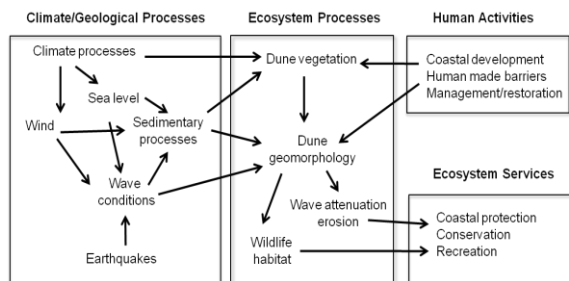 Climate/Geological Processes
Climate processes
Sea level
Wind
Sedimentary
processes
Wave
conditions
Earthquakes
Ecosystem Processes
Dune vegetation
Dune
geomorphology
Wave attenuation
erosion
Wildlife
habitat
Human Activities
Coastal development
Human made barriers
Management/restoration
Ecosystem Services
Coastal protection
Conservation
Recreation